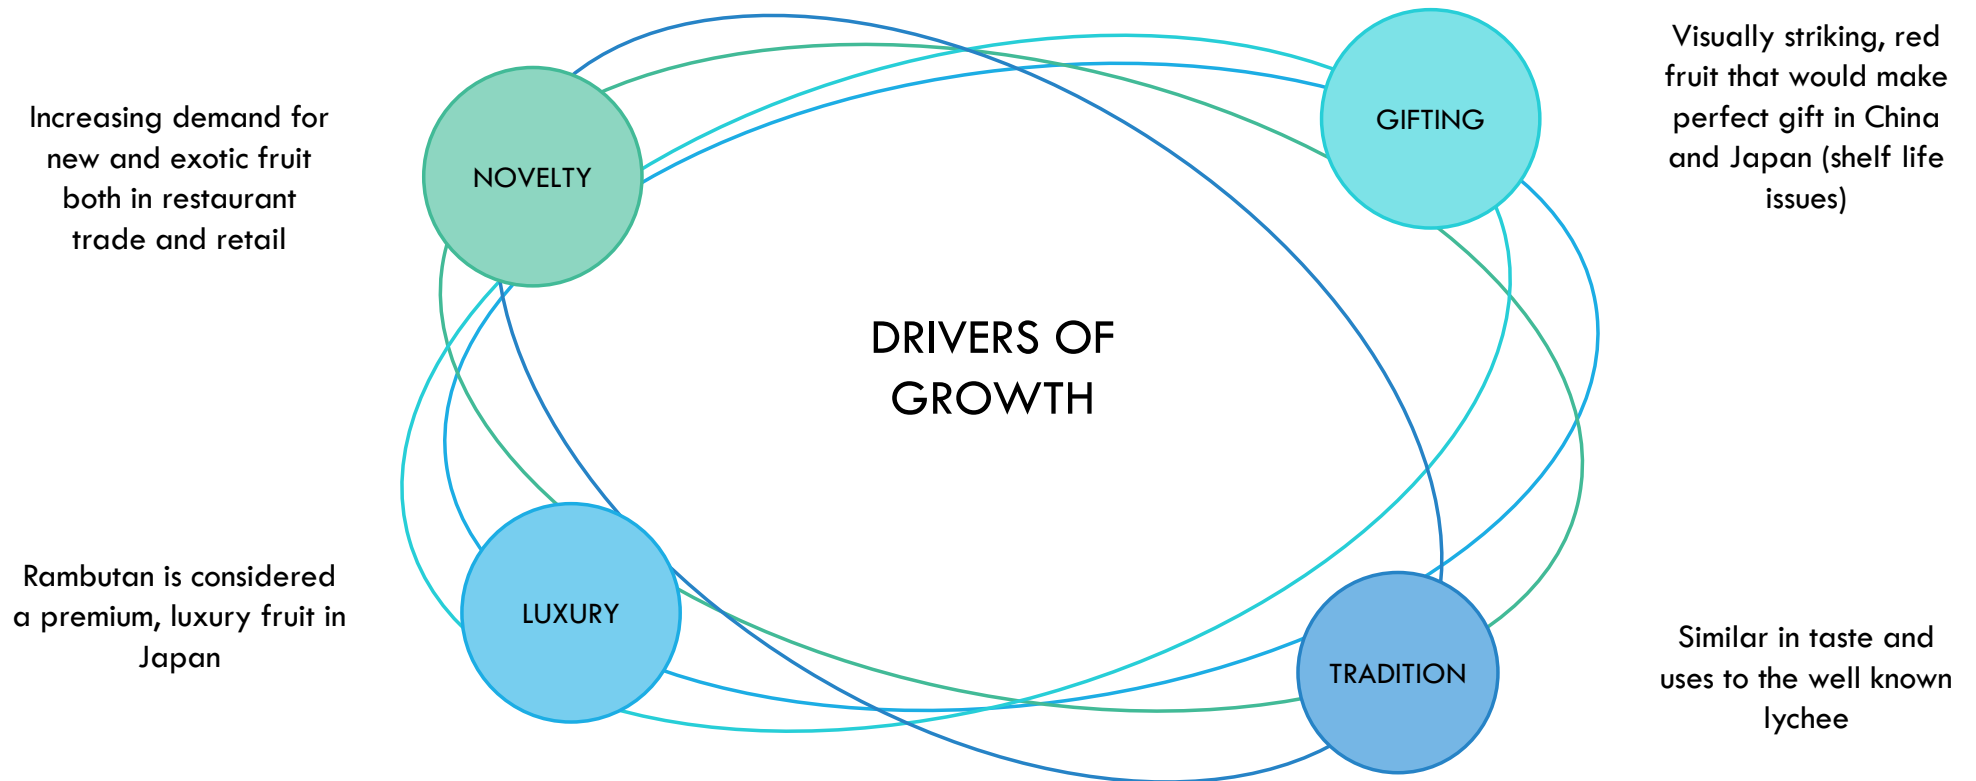 Increasing demand for
new and exotic fruit
both in restaurant
trade and retail
NOVELTY
GIFTING
Visually striking, red
fruit that would make
perfect gift in China
and Japan (shelf life
issues)
DRIVERS OF
GROWTH
Rambutan is considered
a premium, luxury fruit in
Japan
LUXURY
TRADITION
Similar in taste and
uses to the well known
lychee